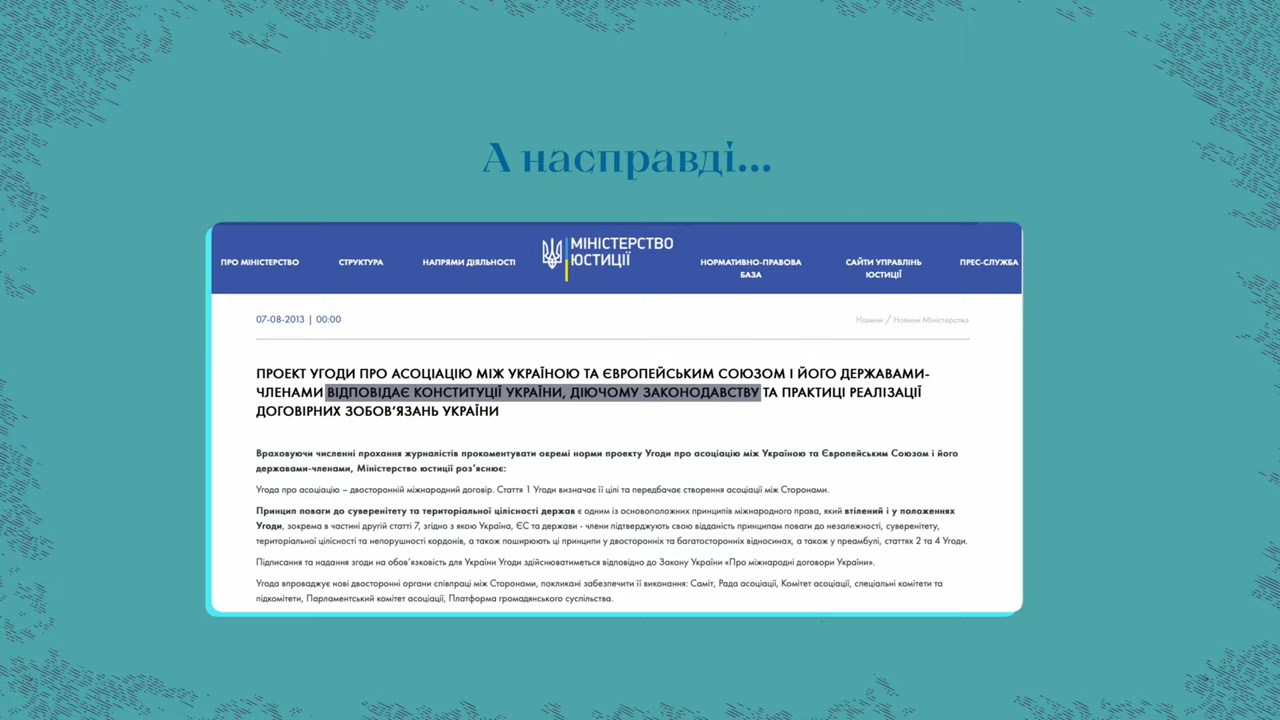 А насправді...
ПРО МІНІСТЕРСТВО
СТРУКТУРА
НАПРЯМИ ДІЯЛЬНОСТІ
МІНІСТЕРСТВО
ЮСТИЦІЇ
НОРМАТИВНО-ПРАВОВА
БАЗА
САЙТИ УПРАВЛІНЬ
ЮСТИЦІЇ
ПРЕС-СЛУЖБА
07-08-2013 | 00:00
Новини / Новини Міністерства
ПРОЕКТ УГОДИ ПРО АСОЦІАЦІЮ МІЖ УКРАЇНОЮ ТА ЄВРОПЕЙСЬКИМ СОЮЗОМ І ЙОГО ДЕРЖАВАМИ-
ЧЛЕНАМИ ВІДПОВІДАЄ КОНСТИТУЦІЇ УКРАЇНИ, ДІЮЧОМУ ЗАКОНОДАВСТВУ ТА ПРАКТИЦІ РЕАЛІЗАЦІЇ
ДОГОВІРНИХ ЗОБОВ'ЯЗАНЬ УКРАЇНИ
Враховуючи численні прохання журналістів прокоментувати окремі норми проекту Угоди про асоціацію між Україною та Європейським Союзом і його
державами-членами, Міністерство юстиції роз'яснює:
Угода про асоціацію – двосторонній міжнародний договір. Стаття 1 Угоди визначає її цілі та передбачає створення асоціації між Сторонами.
Принцип поваги до суверенітету та територіальної цілісності держав є одним із основоположних принципів міжнародного права, який втілений і у положеннях
Угоди, зокрема в частині другій статті 7, згідно з якою Україна, ЄС та держави - члени підтверджують свою відданість принципам поваги до незалежності, суверенітету,
територіальної цілісності та непорушності кордонів, а також поширюють ці принципи у двосторонніх та багатосторонніх відносинах, а також у преамбулі, статтях 2 та 4 Угоди.
Підписання та надання згоди на обов'язковість для України Угоди здійснюватиметься відповідно до Закону України «Про міжнародні договори України».
Угода впроваджує нові двосторонні органи співпраці між Сторонами, покликані забезпечити її виконання: Саміт, Рада асоціації, Комітет асоціації, спеціальні комітети та
підкомітети, Парламентський комітет асоціації, Платформа громадянського суспільства.